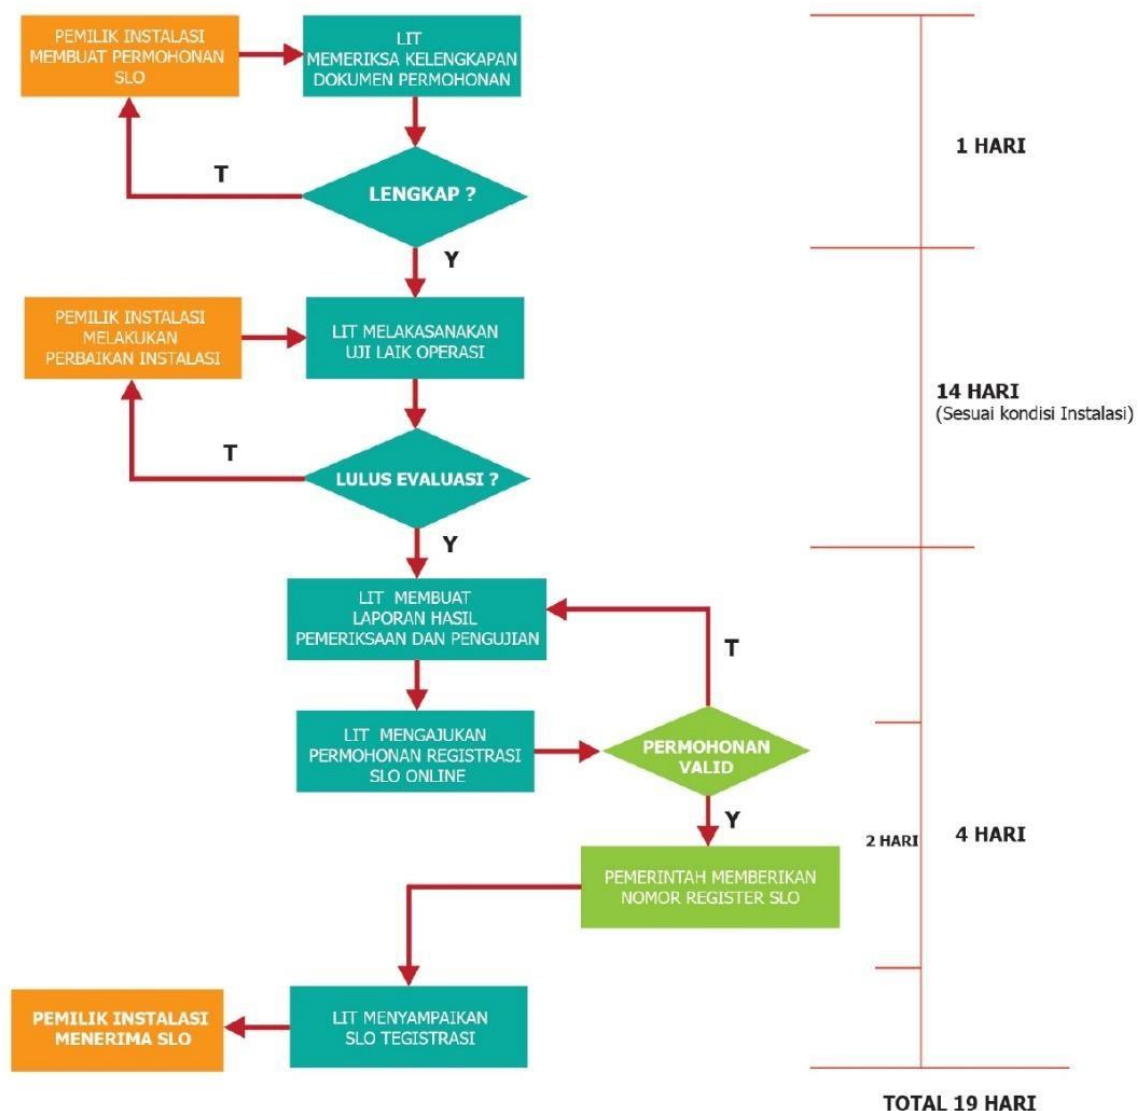 PEMILIK INSTALASI
MEMBUAT PERMOHONAN
SLO
LIT
MEMERIKSA KELENGKAPAN
DOKUMEN PERMOHONAN
1 HARI
T
LENGKAP ?
Y
PEMILIK INSTALASI
MELAKUKAN
PERBAIKAN INSTALASI
LIT MELAKASANAKAN
UJI LAIK OPERASI
14 HARI
(Sesuai kondisi Instalasi)
T
LULUS EVALUASI ?
Y
LIT MEMBUAT
LAPORAN HASIL
PEMERIKSAAN DAN PENGUJIAN
T
LIT MENGAJUKAN
PERMOHONAN REGISTRASI
SLO ONLINE
PERMOHONAN
VALID
Y
2 HARI
4 HARI
PEMERINTAH MEMBERIKAN
NOMOR REGISTER SLO
PEMILIK INSTALASI
MENERIMA SLO
LIT MENYAMPAIKAN
SLO TEGISTRASI
TOTAL 19 HARI